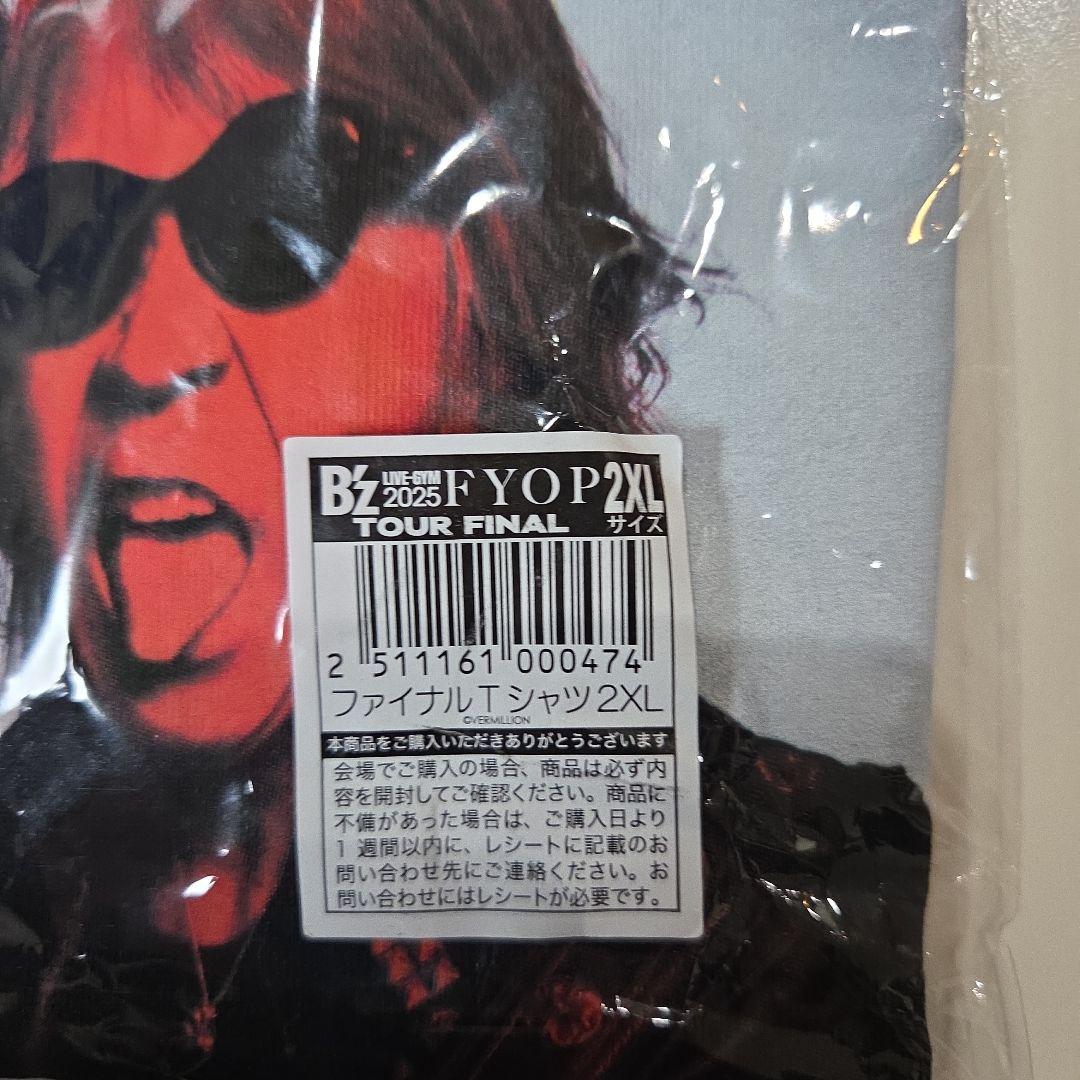 B'z LIVE-GYM 2025 FYOP 2XL
TOUR FINAL サイズ
2 511161 000474
ファイナルTシャツ2XL
©VERMILLION
本商品をご購入いただきありがとうございます
会場でご購入の場合、商品は必ず内
容を開封してご確認ください。商品に
不備があった場合は、ご購入日より
1週間以内に、レシートに記載のお
問い合わせ先にご連絡ください。お
問い合わせにはレシートが必要です。